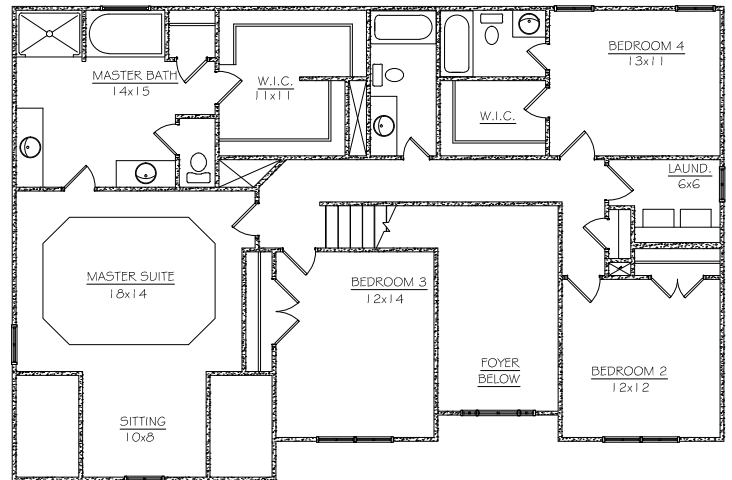 BEDROOM 4
13x11
MASTER BATH
14x15
W.I.C.
11x11
W.I.C.
LAUND.
6x6
MASTER SUITE
18x14
BEDROOM 3
12x14
FOYER
BELOW
BEDROOM 2
12x12
SITTING
10x8